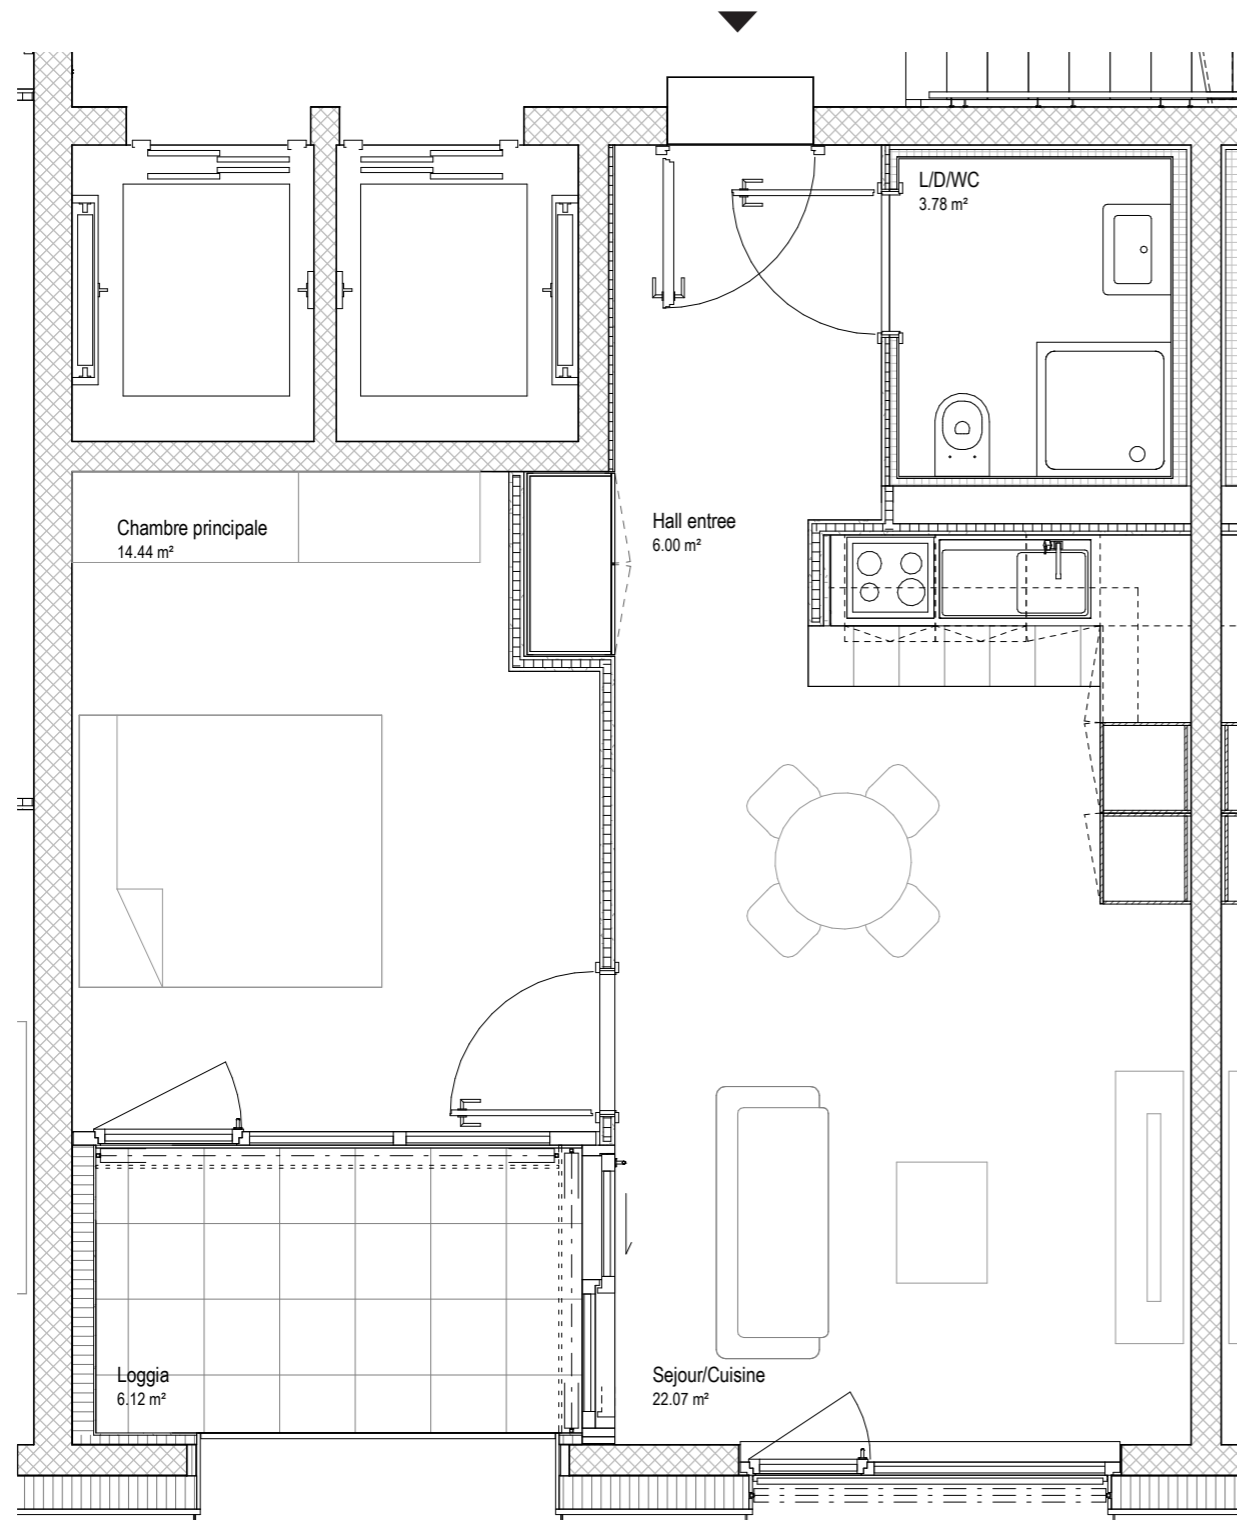 L/D/WC
3.78 m²
Chambre principale
14.44 m²
Hall entree
6.00 m²
Loggia
6.12 m²
Sejour/Cuisine
22.07 m²